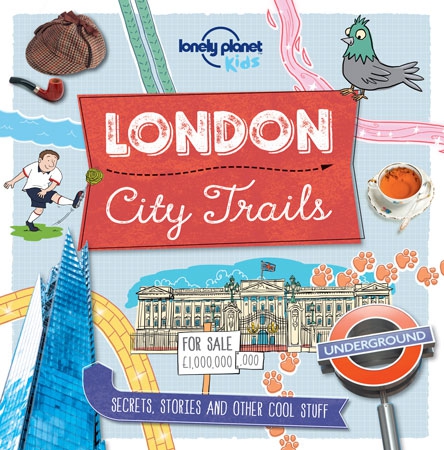 lonely planet
Kids
LONDON
City Trails
FOR SALE
£1,000,000,000
UNDERGROUND
SECRETS, STORIES AND OTHER COOL STUFF